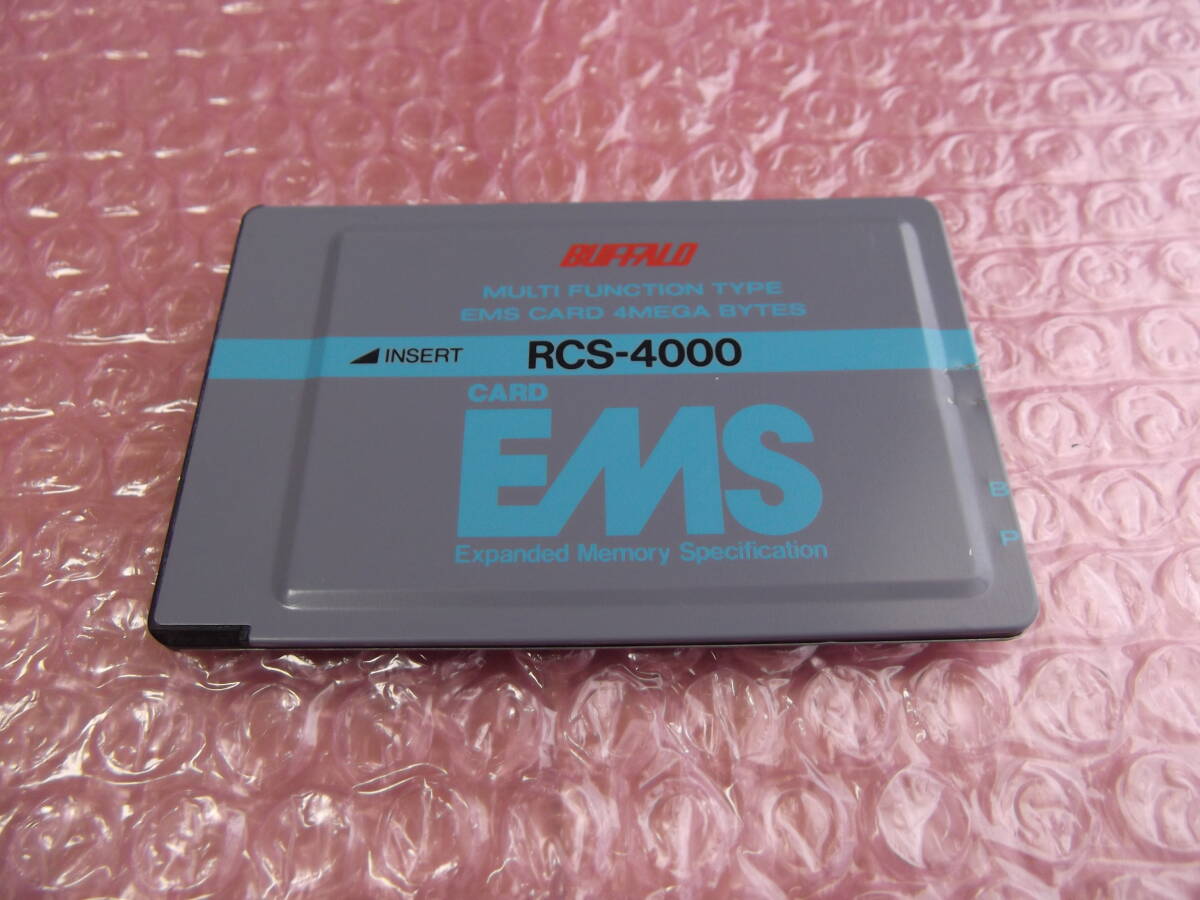 BUFFALO
MULTI FUNCTION TYPE
EMS CARD 4MEGA BYTES
INSERT RCS-4000
CARD
EMS
Expanded Memory Specification
B
P